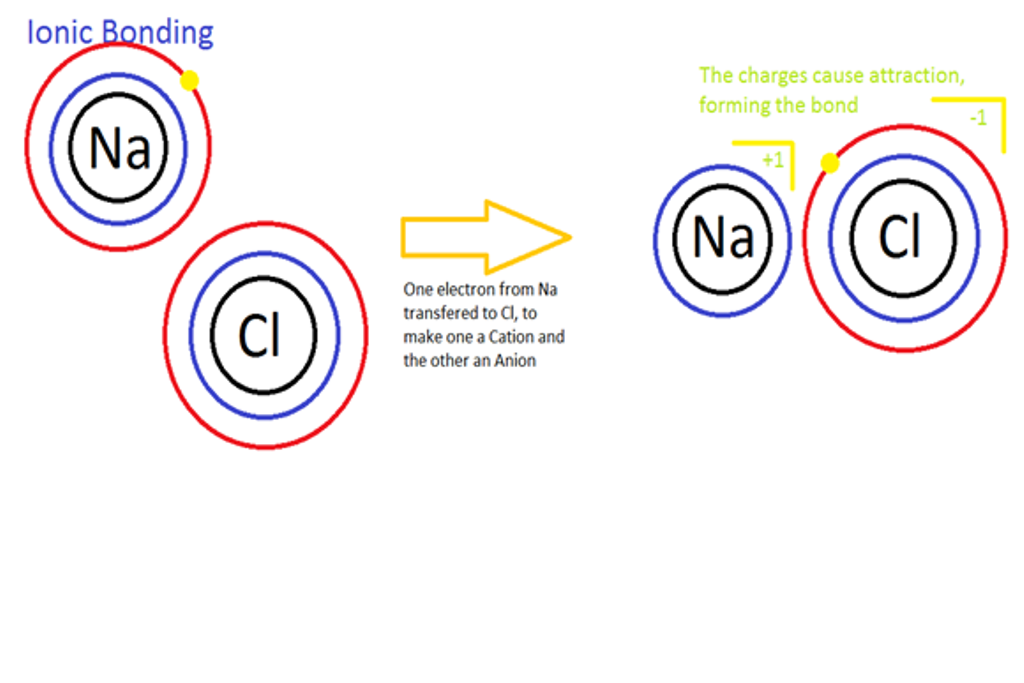 Ionic Bonding
Na
Cl
One electron from Na
transfered to Cl, to
make one a Cation and
the other an Anion
The charges cause attraction,
forming the bond
+1
-1
Na
Cl